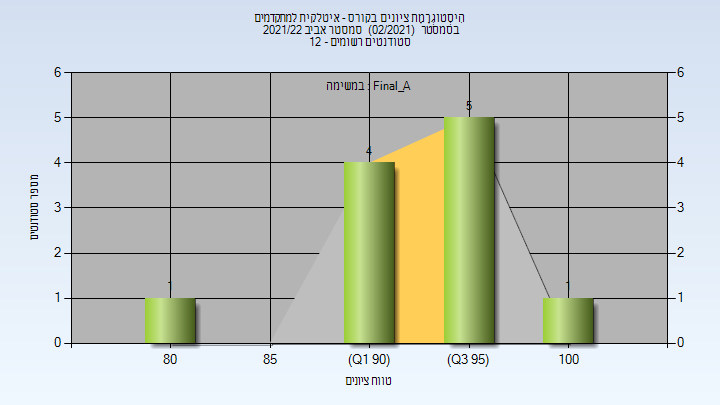 הִיסְטוֹגְרַמַת ציונים בקורס - איטלקית למתקדמים
בסמסטר (02/2021) סמסטר אביב 2021/22
סטודנטים רשומים - 12
במשימה : Final_A
6 6
5 5
4 4
3 3
2 2
1 1
0 0
1
4
5
1
מספר סטודנטים
80 85 (Q1 90) (Q3 95) 100
טווח ציונים